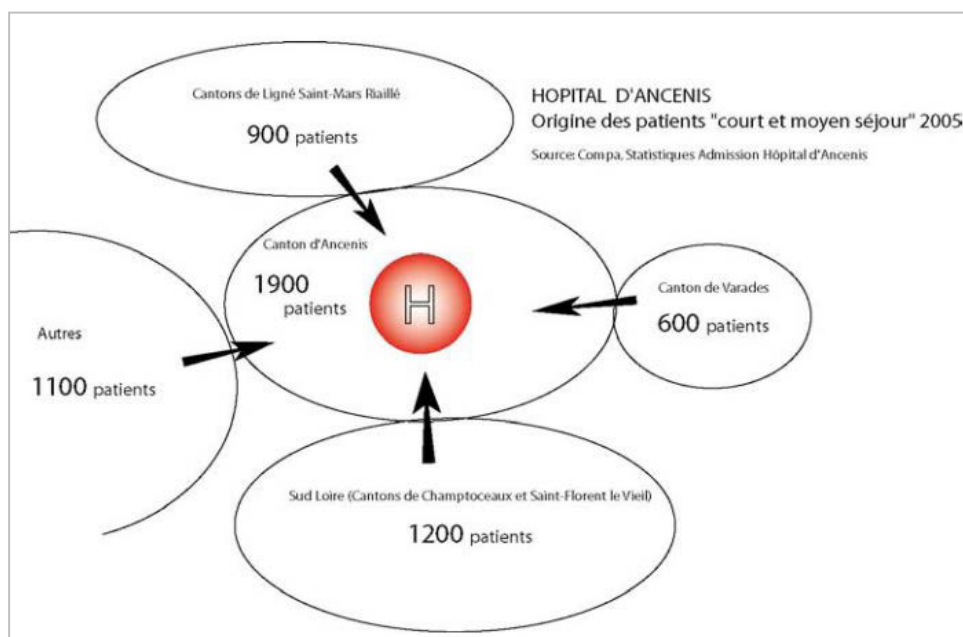 Cantons de Ligné Saint-Mars Riaillé
900 patients
HOPITAL D'ANCENIS
Origine des patients "court et moyen séjour" 2005
Source: Compa, Statistiques Admission Hôpital d'Ancenis
Canton d'Ancenis
1900
patients
H
Canton de Varades
600 patients
Autres
1100 patients
Sud Loire (Cantons de Champtoceaux et Saint-Florent le Vieil)
1200 patients